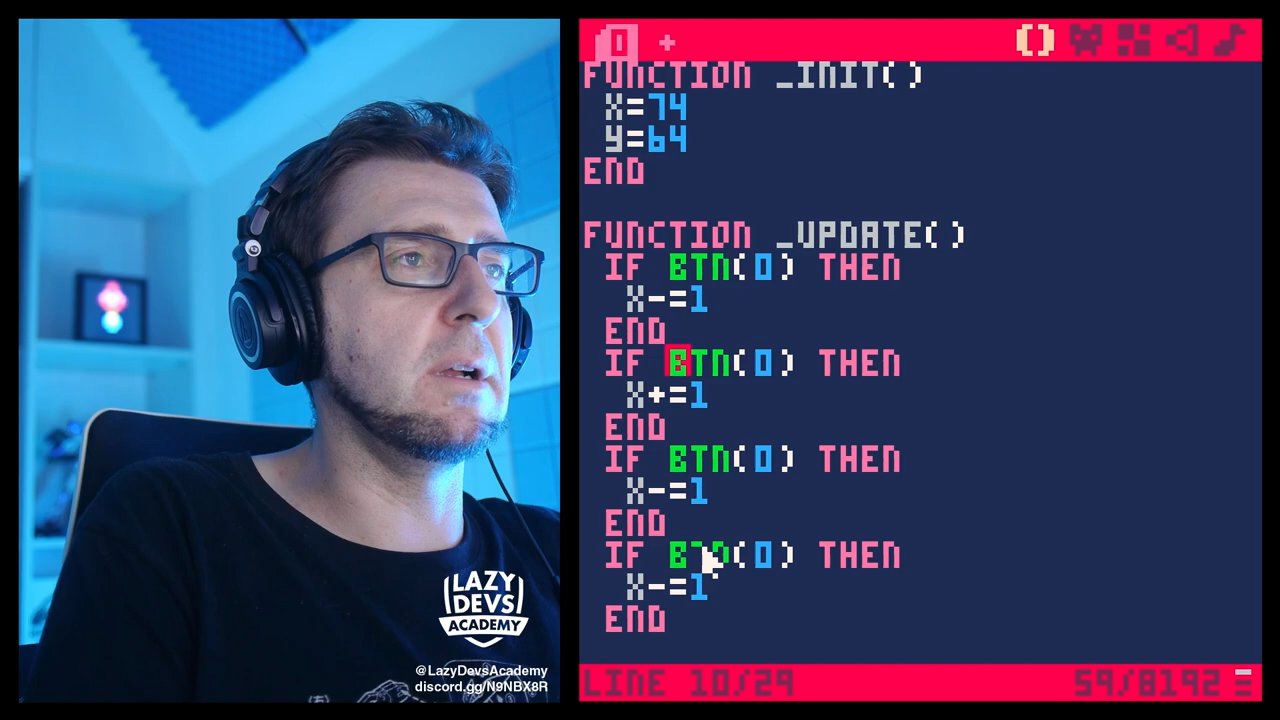 LAZY
DEVS
ACADEMY
@LazyDevsAcademy
discord.gg/N9NBX8R
0 +
FUNCTION _INIT()
X=74
Y=64
END
FUNCTION _UPDATE()
IF BTN(0) THEN
X-=1
END
IF BTN(0) THEN
X+=1
END
IF BTN(0) THEN
X-=1
END
IF BTN(0) THEN
X-=1
END
LINE 10/29
59/8192